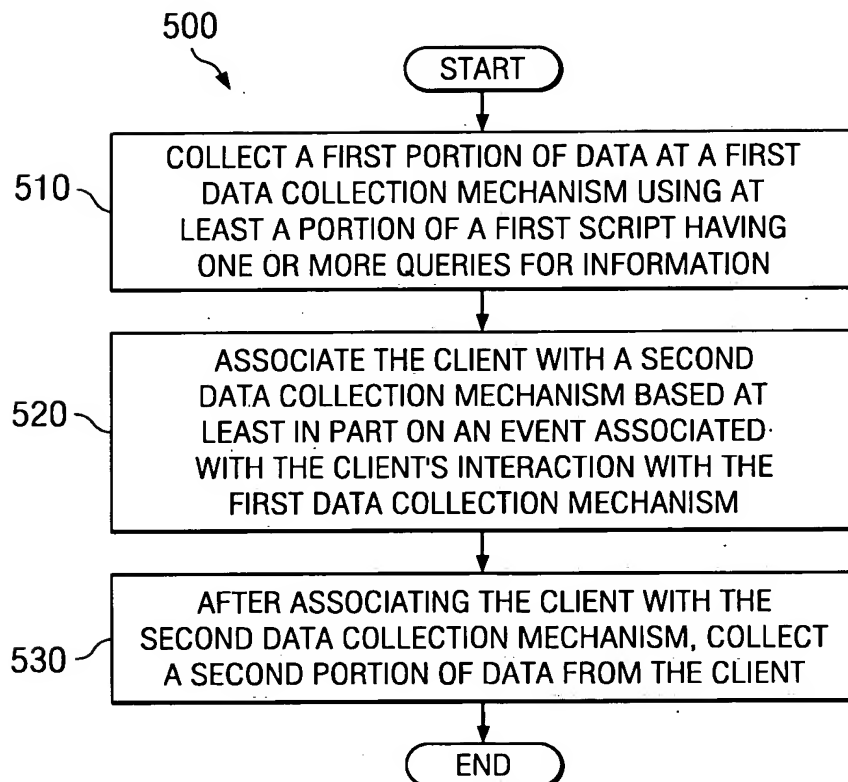 500
START
510
COLLECT A FIRST PORTION OF DATA AT A FIRST
DATA COLLECTION MECHANISM USING AT
LEAST A PORTION OF A FIRST SCRIPT HAVING
ONE OR MORE QUERIES FOR INFORMATION
520
ASSOCIATE THE CLIENT WITH A SECOND
DATA COLLECTION MECHANISM BASED AT
LEAST IN PART ON AN EVENT ASSOCIATED
WITH THE CLIENT'S INTERACTION WITH THE
FIRST DATA COLLECTION MECHANISM
530
AFTER ASSOCIATING THE CLIENT WITH THE
SECOND DATA COLLECTION MECHANISM, COLLECT
A SECOND PORTION OF DATA FROM THE CLIENT
END